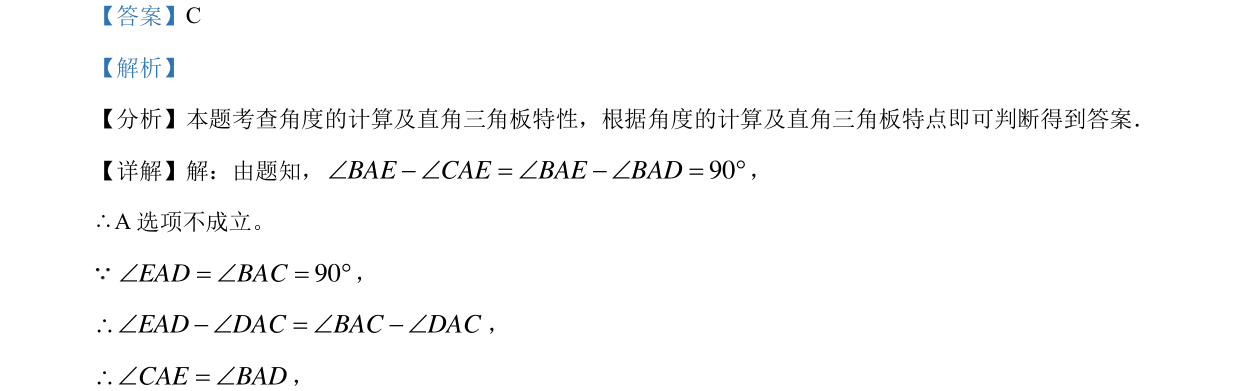 【答案】C
【解析】
【分析】本题考查角度的计算及直角三角板特性，根据角度的计算及直角三角板特点即可判断得到答案．
【详解】解：由题知，∠BAE−∠CAE=∠BAE−∠BAD=90°，
∴A 选项不成立。
∵∠EAD=∠BAC=90°，
∴∠EAD−∠DAC=∠BAC−∠DAC，
∴∠CAE=∠BAD，